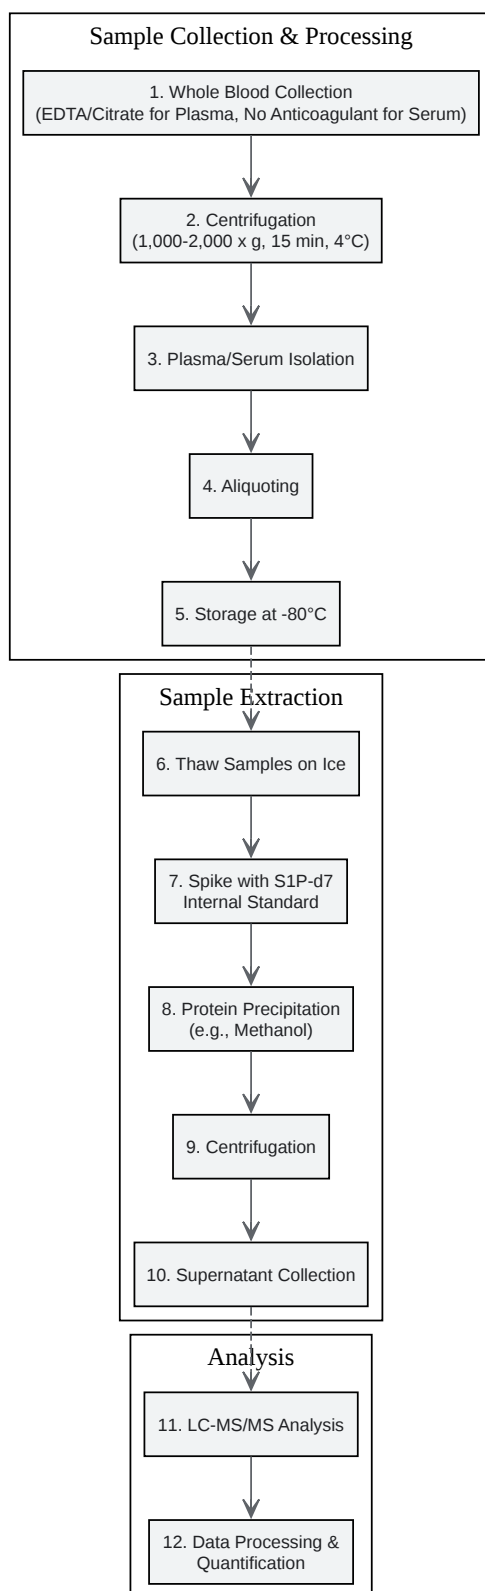 Sample Collection & Processing
1. Whole Blood Collection
(EDTA/Citrate for Plasma, No Anticoagulant for Serum)
2. Centrifugation
(1,000-2,000 x g, 15 min, 4°C)
3. Plasma/Serum Isolation
4. Aliquoting
5. Storage at -80°C
Sample Extraction
6. Thaw Samples on Ice
7. Spike with S1P-d7
Internal Standard
8. Protein Precipitation
(e.g., Methanol)
9. Centrifugation
10. Supernatant Collection
Analysis
11. LC-MS/MS Analysis
12. Data Processing &
Quantification